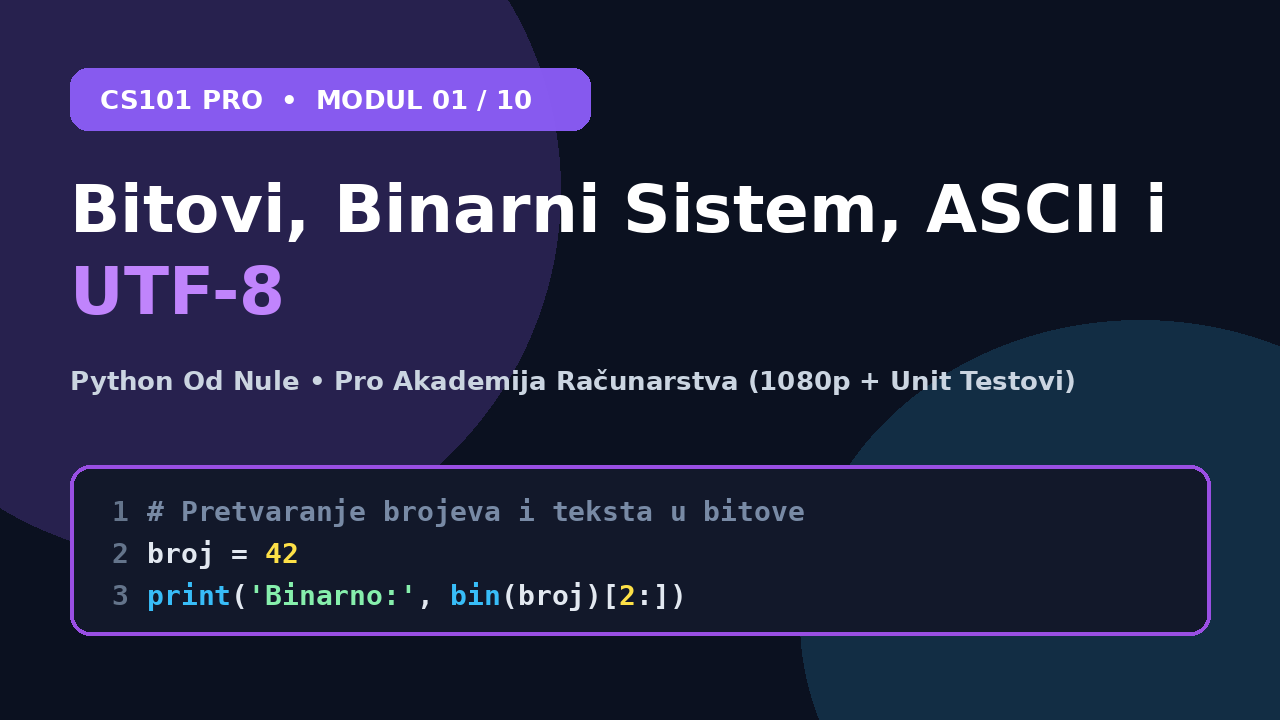 CS101 PRO • MODUL 01 / 10
Bitovi, Binarni Sistem, ASCII i
UTF-8
Python Od Nule • Pro Akademija Računarstva (1080p + Unit Testovi)
1 # Pretvaranje brojeva i teksta u bitove
2 broj = 42
3 print('Binarno:', bin(broj)[2:])